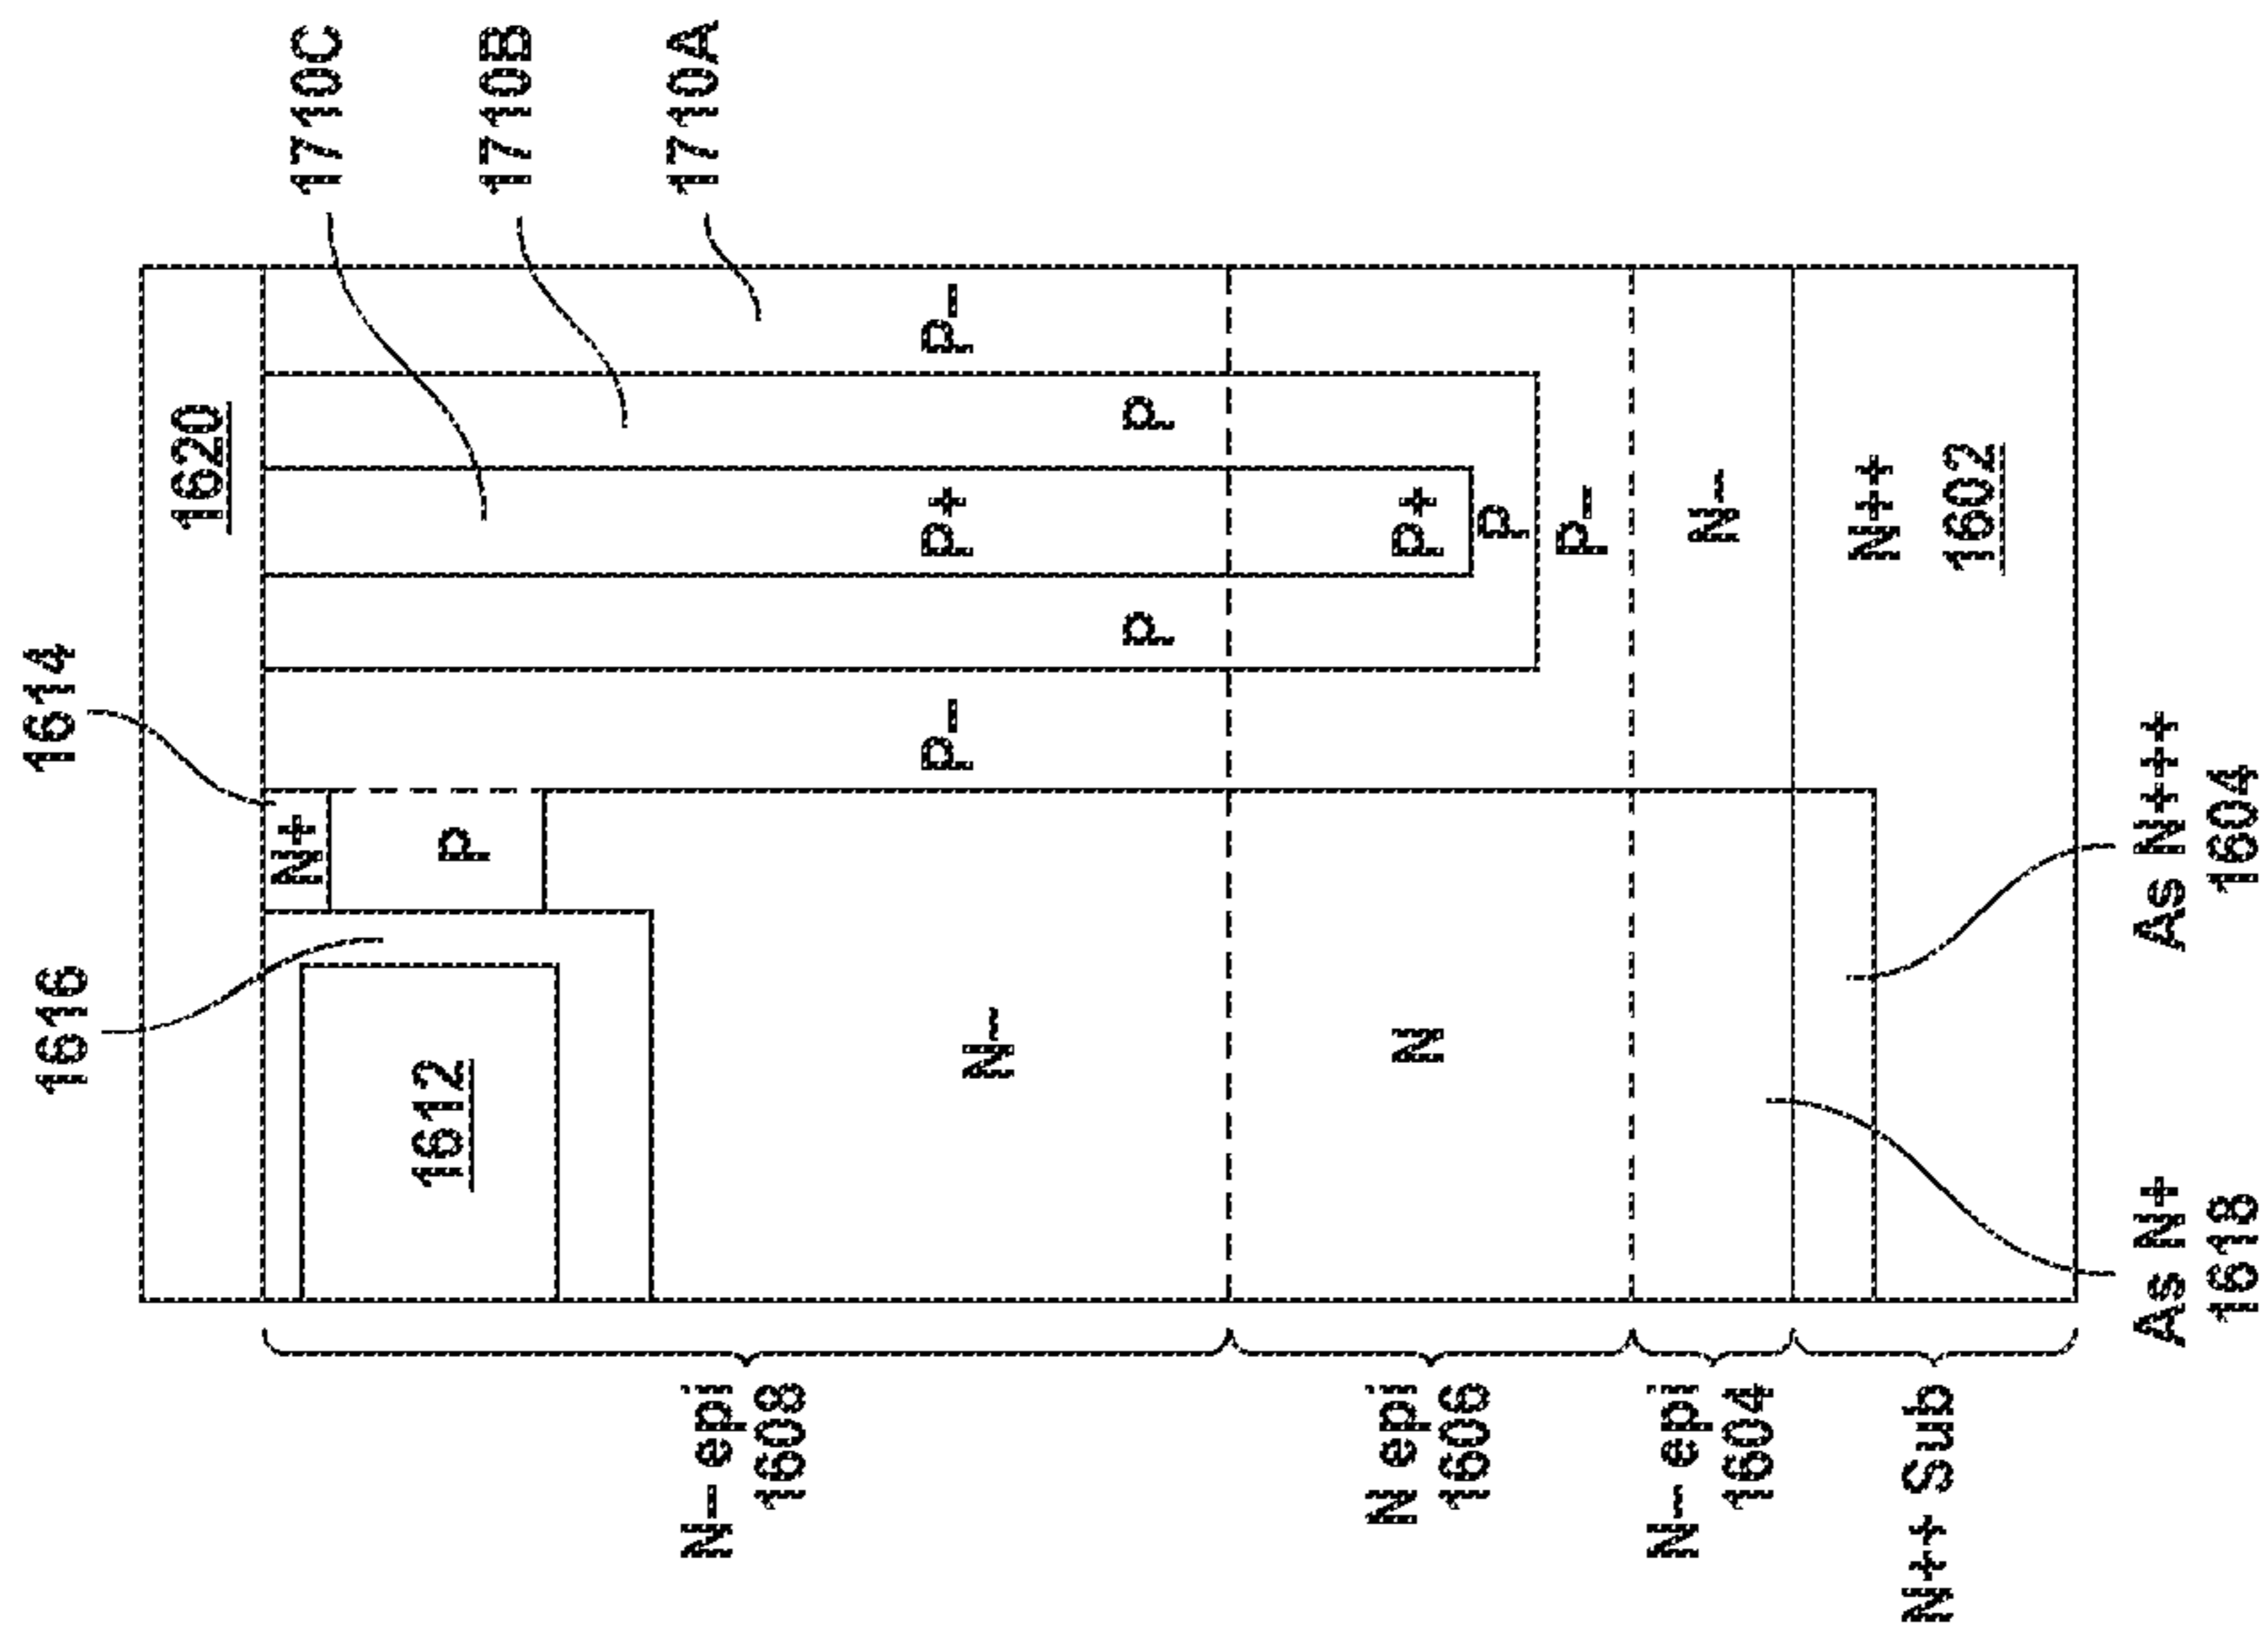 1616
1614
1620
N+
1710C
1612
P
1710B
N- epi
1608
1710A
N-
P-
P+
P-
P
P
N epi
1606
N
P+
P
P-
N- epi
1604
N-
N++
1602
N++ Sub
As N+
1618
As N+++
1604